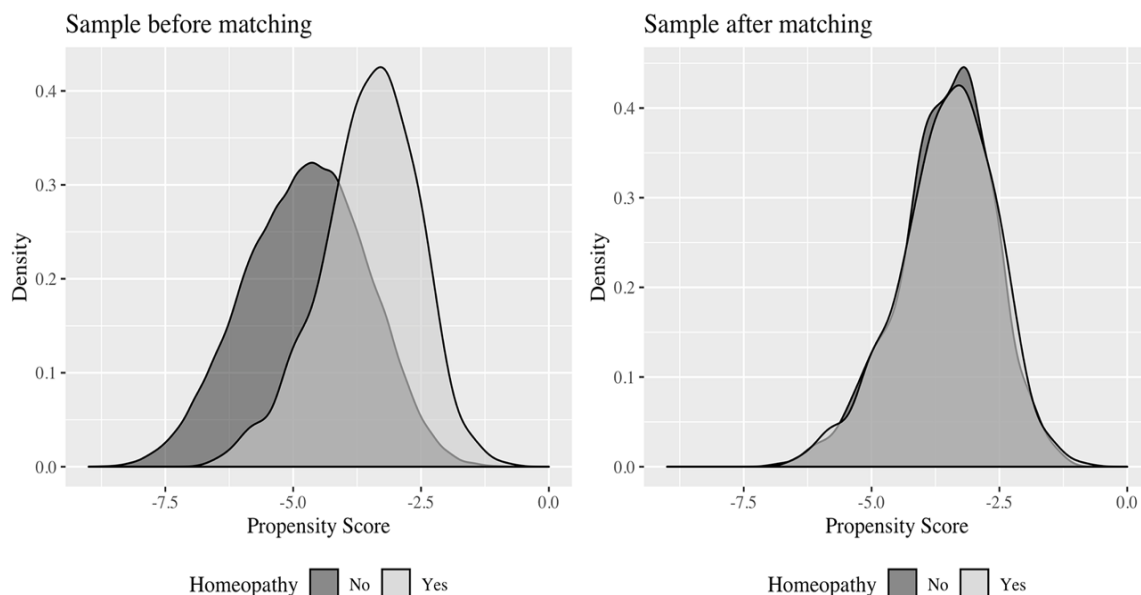 Sample before matching
Density
0.4
0.3
0.2
0.1
0.0
-7.5 -5.0 -2.5 0.0
Propensity Score
Homeopathy No Yes
Sample after matching
Density
0.4
0.3
0.2
0.1
0.0
-7.5 -5.0 -2.5 0.0
Propensity Score
Homeopathy No Yes